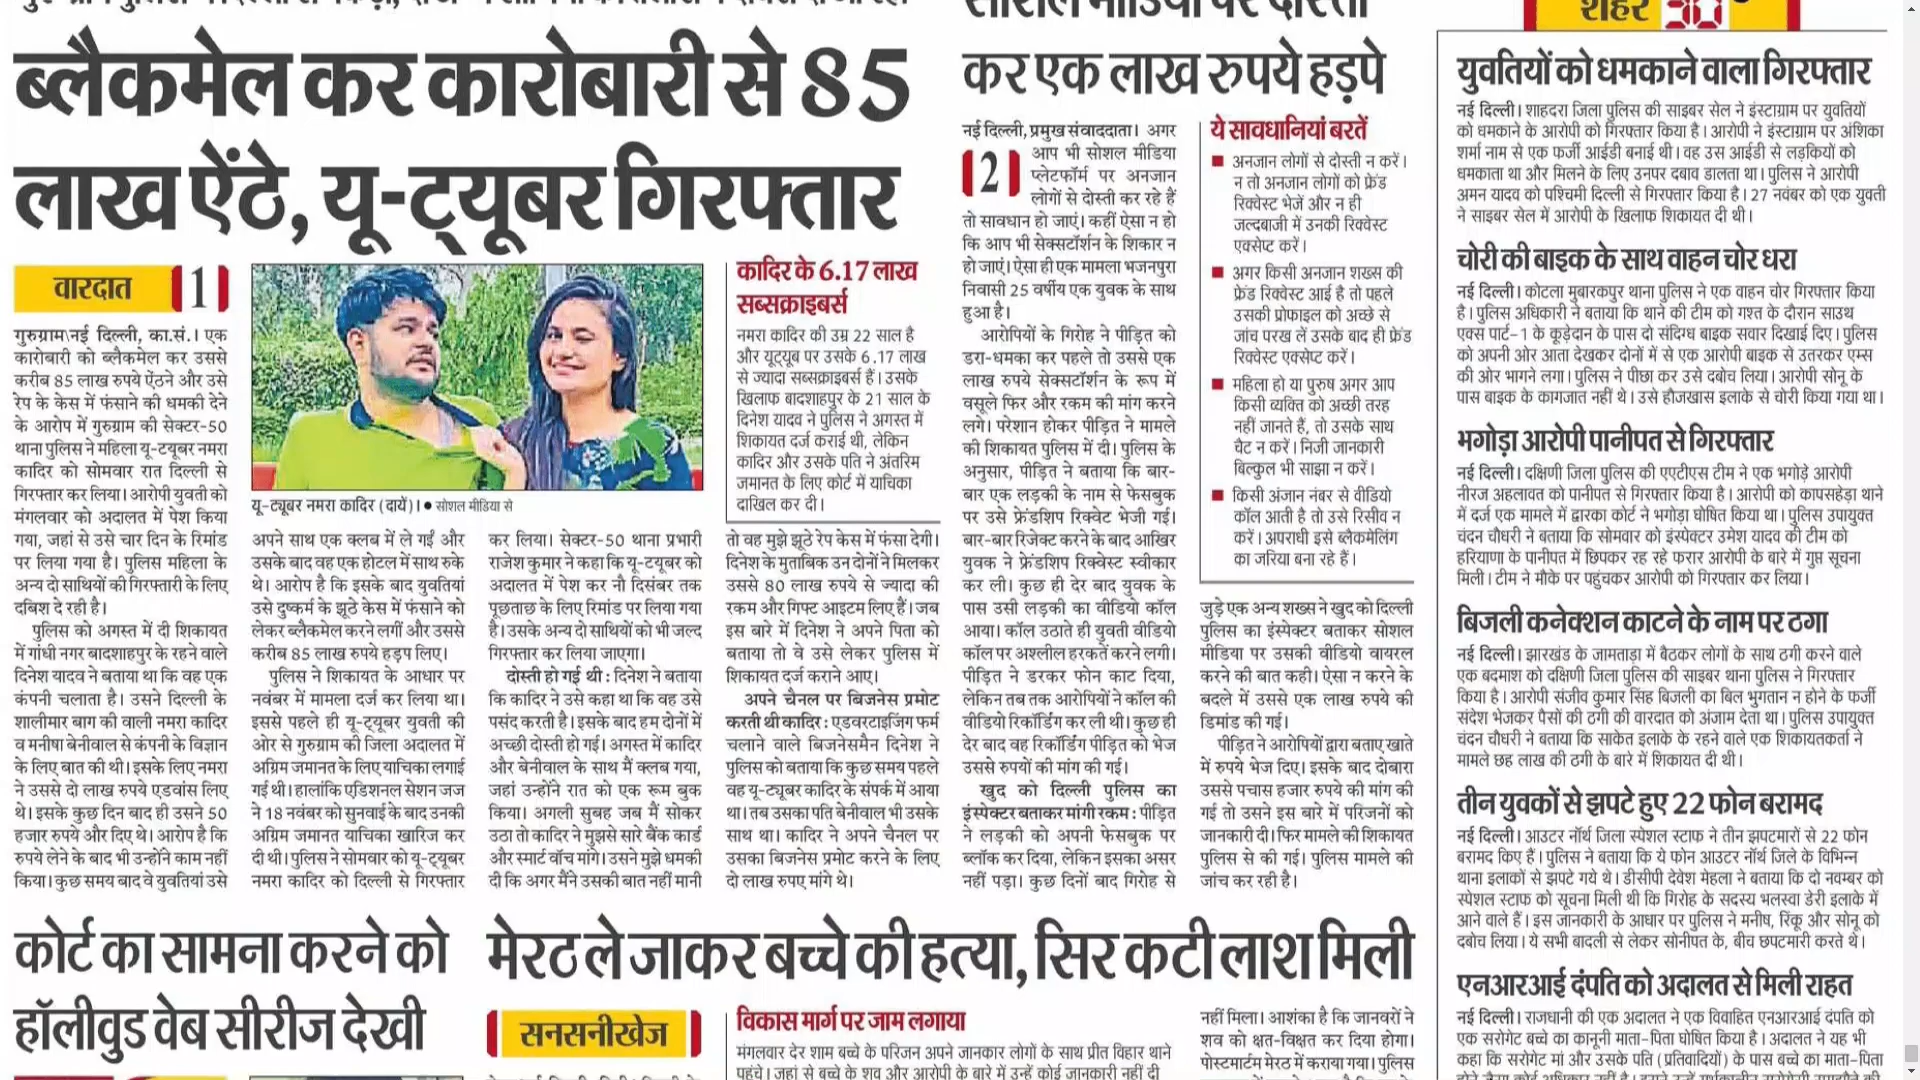 ब्लैकमेल कर कारोबारी से 85
लाख ऐंठे, यू-ट्यूबर गिरफ्तार
वारदात
1
गुरुग्राम\नई दिल्ली, का.सं.। एक
कारोबारी को ब्लैकमेल कर उससे
करीब 85 लाख रुपये ऐंठने और उसे
रेप के केस में फंसाने की धमकी देने
के आरोप में गुरुग्राम की सेक्टर-50
थाना पुलिस ने महिला यू-टयूबर नमरा
कादिर को सोमवार रात दिल्ली से
गिरफ्तार कर लिया। आरोपी युवती को
मंगलवार को अदालत में पेश किया
गया, जहां से उसे चार दिन के रिमांड
पर लिया गया है। पुलिस महिला के
अन्य दो साथियों की गिरफ्तारी के लिए
दबिश दे रही है।
पुलिस को अगस्त में दी शिकायत
में गांधी नगर बादशाहपुर के रहने वाले
दिनेश यादव ने बताया था कि वह एक
कंपनी चलाता है। उसने दिल्ली के
शालीमार बाग की वाली नमरा कादिर
व मनीषा बेनीवाल से कंपनी के विज्ञान
के लिए बात की थी। इसके लिए नमरा
ने उससे दो लाख रुपये एडवांस लिए
थे। इसके कुछ दिन बाद ही उसने 50
हजार रुपये और दिए थे। आरोप है कि
रुपये लेने के बाद भी उन्होंने काम नहीं
किया। कुछ समय बाद वे युवतियां उसे
यू-ट्यूबर नमरा कादिर (दायें)। ● सोशल मीडिया से
अपने साथ एक क्लब में ले गईं और
उसके बाद वह एक होटल में साथ रुके
थे। आरोप है कि इसके बाद युवतियां
उसे दुष्कर्म के झूठे केस में फंसाने को
लेकर ब्लैकमेल करने लगीं और उससे
करीब 85 लाख रुपये हड़प लिए।
पुलिस ने शिकायत के आधार पर
नवंबर में मामला दर्ज कर लिया था।
इससे पहले ही यू-ट्यूबर युवती की
ओर से गुरुग्राम की जिला अदालत में
अग्रिम जमानत के लिए याचिका लगाई
गई थी। हालांकि एडिशनल सेशन जज
ने 18 नवंबर को सुनवाई के बाद उनकी
अग्रिम जमानत याचिका खारिज कर
दी थी। पुलिस ने सोमवार को यू-ट्यूबर
नमरा कादिर को दिल्ली से गिरफ्तार
कर लिया। सेक्टर-50 थाना प्रभारी
राजेश कुमार ने कहा कि यू-टयूबर को
अदालत में पेश कर नौ दिसंबर तक
पूछताछ के लिए रिमांड पर लिया गया
है। उसके अन्य दो साथियों को भी जल्द
गिरफ्तार कर लिया जाएगा।
दोस्ती हो गई थी : दिनेश ने बताया
कि कादिर ने उसे कहा था कि वह उसे
पसंद करती है। इसके बाद हम दोनों में
अच्छी दोस्ती हो गई। अगस्त में कादिर
और बेनीवाल के साथ मैं क्लब गया,
जहां उन्होंने रात को एक रूम बुक
किया। अगली सुबह जब मैं सोकर
उठा तो कादिर ने मुझसे सारे बैंक कार्ड
और स्मार्ट वॉच मांगे। उसने मुझे धमकी
दी कि अगर मैंने उसकी बात नहीं मानी
कादिर के 6.17 लाख
सब्सक्राइबर्स
नमरा कादिर की उम्र 22 साल है
और यूट्यूब पर उसके 6.17 लाख
से ज्यादा सब्सक्राइबर्स हैं। उसके
खिलाफ बादशाहपुर के 21 साल के
दिनेश यादव ने पुलिस ने अगस्त में
शिकायत दर्ज कराई थी, लेकिन
कादिर और उसके पति ने अंतरिम
जमानत के लिए कोर्ट में याचिका
दाखिल कर दी।
तो वह मुझे झूठे रेप केस में फंसा देगी।
दिनेश के मुताबिक उन दोनों ने मिलकर
उससे 80 लाख रुपये से ज्यादा की
रकम और गिफ्ट आइटम लिए हैं। जब
इस बारे में दिनेश ने अपने पिता को
बताया तो वे उसे लेकर पुलिस में
शिकायत दर्ज कराने आए।
अपने चैनल पर बिजनेस प्रमोट
करती थी कादिर : एडवरटाइजिंग फर्म
चलाने वाले बिजनेसमैन दिनेश ने
पुलिस को बताया कि कुछ समय पहले
वह यू-ट्यूबर कादिर के संपर्क में आया
था। तब उसका पति बेनीवाल भी उसके
साथ था। कादिर ने अपने चैनल पर
उसका बिजनेस प्रमोट करने के लिए
दो लाख रुपए मांगे थे।
सोशल मीडिया पर दोस्ती
कर एक लाख रुपये हड़पे
नई दिल्ली, प्रमुख संवाददाता। अगर
2
आप भी सोशल मीडिया
प्लेटफॉर्म पर अनजान
लोगों से दोस्ती कर रहे हैं
तो सावधान हो जाएं। कहीं ऐसा न हो
कि आप भी सेक्सटॉर्शन के शिकार न
हो जाएं। ऐसा ही एक मामला भजनपुरा
निवासी 25 वर्षीय एक युवक के साथ
हुआ है।
आरोपियों के गिरोह ने पीड़ित को
डरा-धमका कर पहले तो उससे एक
लाख रुपये सेक्सटॉर्शन के रूप में
वसूले फिर और रकम की मांग करने
लगे। परेशान होकर पीड़ित ने मामले
की शिकायत पुलिस में दी। पुलिस के
अनुसार, पीड़ित ने बताया कि बार-
बार एक लड़की के नाम से फेसबुक
पर उसे फ्रेंडशिप रिक्वेट भेजी गई।
बार-बार रिजेक्ट करने के बाद आखिर
युवक ने फ्रेंडशिप रिक्वेस्ट स्वीकार
कर ली। कुछ ही देर बाद युवक के
पास उसी लड़की का वीडियो कॉल
आया। कॉल उठाते ही युवती वीडियो
कॉल पर अश्लील हरकतें करने लगी।
पीड़ित ने डरकर फोन काट दिया,
लेकिन तब तक आरोपियों ने कॉल की
वीडियो रिकॉर्डिंग कर ली थी। कुछ ही
देर बाद वह रिकॉर्डिंग पीड़ित को भेज
उससे रुपयों की मांग की गई।
खुद को दिल्ली पुलिस का
इंस्पेक्टर बताकर मांगी रकम : पीड़ित
ने लड़की को अपनी फेसबुक पर
ब्लॉक कर दिया, लेकिन इसका असर
नहीं पड़ा। कुछ दिनों बाद गिरोह से
ये सावधानियां बरतें
■ अनजान लोगों से दोस्ती न करें।
न तो अनजान लोगों को फ्रेंड
रिक्वेस्ट भेजें और न ही
जल्दबाजी में उनकी रिक्वेस्ट
एक्सेप्ट करें।
■ अगर किसी अनजान शख्स की
फ्रेंड रिक्वेस्ट आई है तो पहले
उसकी प्रोफाइल को अच्छे से
जांच परख लें उसके बाद ही फ्रेंड
रिक्वेस्ट एक्सेप्ट करें।
■ महिला हो या पुरुष अगर आप
किसी व्यक्ति को अच्छी तरह
नहीं जानते हैं, तो उसके साथ
चैट न करें। निजी जानकारी
बिल्कुल भी साझा न करें।
■ किसी अंजान नंबर से वीडियो
कॉल आती है तो उसे रिसीव न
करें। अपराधी इसे ब्लैकमेलिंग
का जरिया बना रहे हैं।
जुड़े एक अन्य शख्स ने खुद को दिल्ली
पुलिस का इंस्पेक्टर बताकर सोशल
मीडिया पर उसकी वीडियो वायरल
करने की बात कही। ऐसा न करने के
बदले में उससे एक लाख रुपये की
डिमांड की गई।
पीड़ित ने आरोपियों द्वारा बताए खाते
में रुपये भेज दिए। इसके बाद दोबारा
उससे पचास हजार रुपये की मांग की
गई तो उसने इस बारे में परिजनों को
जानकारी दी। फिर मामले की शिकायत
पुलिस से की गई। पुलिस मामले की
जांच कर रही है।
शहर 30
युवतियों को धमकाने वाला गिरफ्तार
नई दिल्ली। शाहदरा जिला पुलिस की साइबर सेल ने इंस्टाग्राम पर युवतियों
को धमकाने के आरोपी को गिरफ्तार किया है। आरोपी ने इंस्टाग्राम पर अंशिका
शर्मा नाम से एक फर्जी आईडी बनाई थी। वह उस आईडी से लड़कियों को
धमकाता था और मिलने के लिए उनपर दबाव डालता था। पुलिस ने आरोपी
अमन यादव को पश्चिमी दिल्ली से गिरफ्तार किया है। 27 नवंबर को एक युवती
ने साइबर सेल में आरोपी के खिलाफ शिकायत दी थी।
चोरी की बाइक के साथ वाहन चोर धरा
नई दिल्ली। कोटला मुबारकपुर थाना पुलिस ने एक वाहन चोर गिरफ्तार किया
है। पुलिस अधिकारी ने बताया कि थाने की टीम को गश्त के दौरान साउथ
एक्स पार्ट-1 के कूड़ेदान के पास दो संदिग्ध बाइक सवार दिखाई दिए। पुलिस
को अपनी ओर आता देखकर दोनों में से एक आरोपी बाइक से उतरकर एम्स
की ओर भागने लगा। पुलिस ने पीछा कर उसे दबोच लिया। आरोपी सोनू के
पास बाइक के कागजात नहीं थे। उसे हौजखास इलाके से चोरी किया गया था।
भगोड़ा आरोपी पानीपत से गिरफ्तार
नई दिल्ली। दक्षिणी जिला पुलिस की एएटीएस टीम ने एक भगोड़े आरोपी
नीरज अहलावत को पानीपत से गिरफ्तार किया है। आरोपी को कापसहेड़ा थाने
में दर्ज एक मामले में द्वारका कोर्ट ने भगोड़ा घोषित किया था। पुलिस उपायुक्त
चंदन चौधरी ने बताया कि सोमवार को इंस्पेक्टर उमेश यादव की टीम को
हरियाणा के पानीपत में छिपकर रह रहे फरार आरोपी के बारे में गुप्त सूचना
मिली। टीम ने मौके पर पहुंचकर आरोपी को गिरफ्तार कर लिया।
बिजली कनेक्शन काटने के नाम पर ठगा
नई दिल्ली। झारखंड के जामताड़ा में बैठकर लोगों के साथ ठगी करने वाले
एक बदमाश को दक्षिणी जिला पुलिस की साइबर थाना पुलिस ने गिरफ्तार
किया है। आरोपी संजीव कुमार सिंह बिजली का बिल भुगतान न होने के फर्जी
संदेश भेजकर पैसों की ठगी की वारदात को अंजाम देता था। पुलिस उपायुक्त
चंदन चौधरी ने बताया कि साकेत इलाके के रहने वाले एक शिकायतकर्ता ने
मामले छह लाख की ठगी के बारे में शिकायत दी थी।
तीन युवकों से झपटे हुए 22 फोन बरामद
नई दिल्ली। आउटर नॉर्थ जिला स्पेशल स्टाफ ने तीन झपटमारों से 22 फोन
बरामद किए हैं। पुलिस ने बताया कि ये फोन आउटर नॉर्थ जिले के विभिन्न
थाना इलाकों से झपटे गये थे। डीसीपी देवेश मेहला ने बताया कि दो नवम्बर को
स्पेशल स्टाफ को सूचना मिली थी कि गिरोह के सदस्य भलस्वा डेरी इलाके में
आने वाले हैं। इस जानकारी के आधार पर पुलिस ने मनीष, रिंकू और सोनू को
दबोच लिया। ये सभी बादली से लेकर सोनीपत के, बीच छपटमारी करते थे।
एनआरआई दंपति को अदालत से मिली राहत
नई दिल्ली। राजधानी की एक अदालत ने एक विवाहित एनआरआई दंपति को
एक सरोगेट बच्चे का कानूनी माता-पिता घोषित किया है। अदालत ने यह भी
कहा कि सरोगेट मां और उसके पति (प्रतिवादियों) के पास बच्चे का माता-पिता
कोर्ट का सामना करने को
हॉलीवुड वेब सीरीज देखी
मेरठ ले जाकर बच्चे की हत्या, सिर कटी लाश मिली
सनसनीखेज
विकास मार्ग पर जाम लगाया
मंगलवार देर शाम बच्चे के परिजन अपने जानकार लोगों के साथ प्रीत विहार थाने
पहुंचे। जहां से बच्चे के शव और आरोपी के बारे में उन्हें कोई जानकारी नहीं दी
नहीं मिला। आशंका है कि जानवरों ने
शव को क्षत-विक्षत कर दिया होगा।
पोस्टमार्टम मेरठ में कराया गया। पुलिस